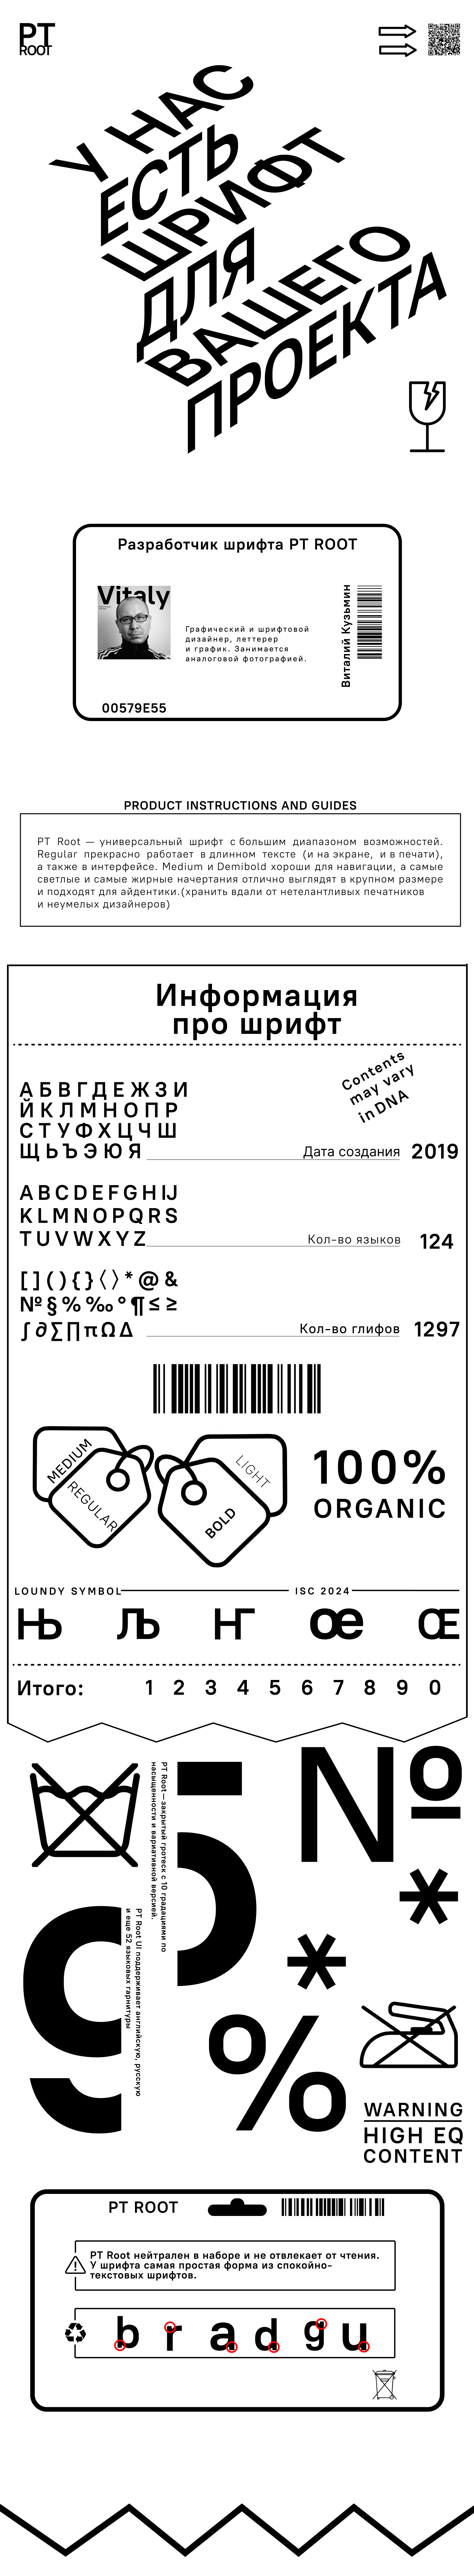 PT
ROOT
У НАС
ЕСТЬ
ШРИФТ
ДЛЯ
ВАШЕГО
ПРОЕКТА
Разработчик шрифта PT ROOT
Vitaly
Графический и шрифтовой
дизайнер, леттерер
и график. Занимается
аналоговой фотографией.
Виталий Кузьмин
00579E55
PRODUCT INSTRUCTIONS AND GUIDES
PT Root — универсальный шрифт с большим диапазоном возможностей.
Regular прекрасно работает в длинном тексте (и на экране, и в печати),
а также в интерфейсе. Medium и Demibold хороши для навигации, а самые
светлые и самые жирные начертания отлично выглядят в крупном размере
и подходят для айдентики.(хранить вдали от нетелантливых печатников
и неумелых дизайнеров)
Информация
про шрифт
Contents
may vary
in DNA
АБВГДЕЖЗИ
ЙКЛМНОПР
СТУФХЦЧШ
ЩЬЪЭЮЯ
Дата создания 2019
ABCDEFGHIJ
KLMNOPQRS
TUVWXYZ
Кол-во языков 124
[](){}〈〉*@&
№§%‰°¶≤≥
∫∂∑∏πΩΔ
Кол-во глифов 1297
MEDIUM
REGULAR
LIGHT
BOLD
100%
ORGANIC
LOUNDY SYMBOL ISC 2024
Њ Љ Ҥ œ Œ
Итого: 1 2 3 4 5 6 7 8 9 0
PT Root — закрытый гротеск с 10 градациями по
насыщенности и вариативной версией.
5
№
*
*
9
PT Root UI поддерживает английскую, русскую
и еще 52 языковых гарнитуры
%
WARNING
HIGH EQ
CONTENT
PT ROOT
PT Root нейтрален в наборе и не отвлекает от чтения.
У шрифта самая простая форма из спокойно-
текстовых шрифтов.
b r a d g u